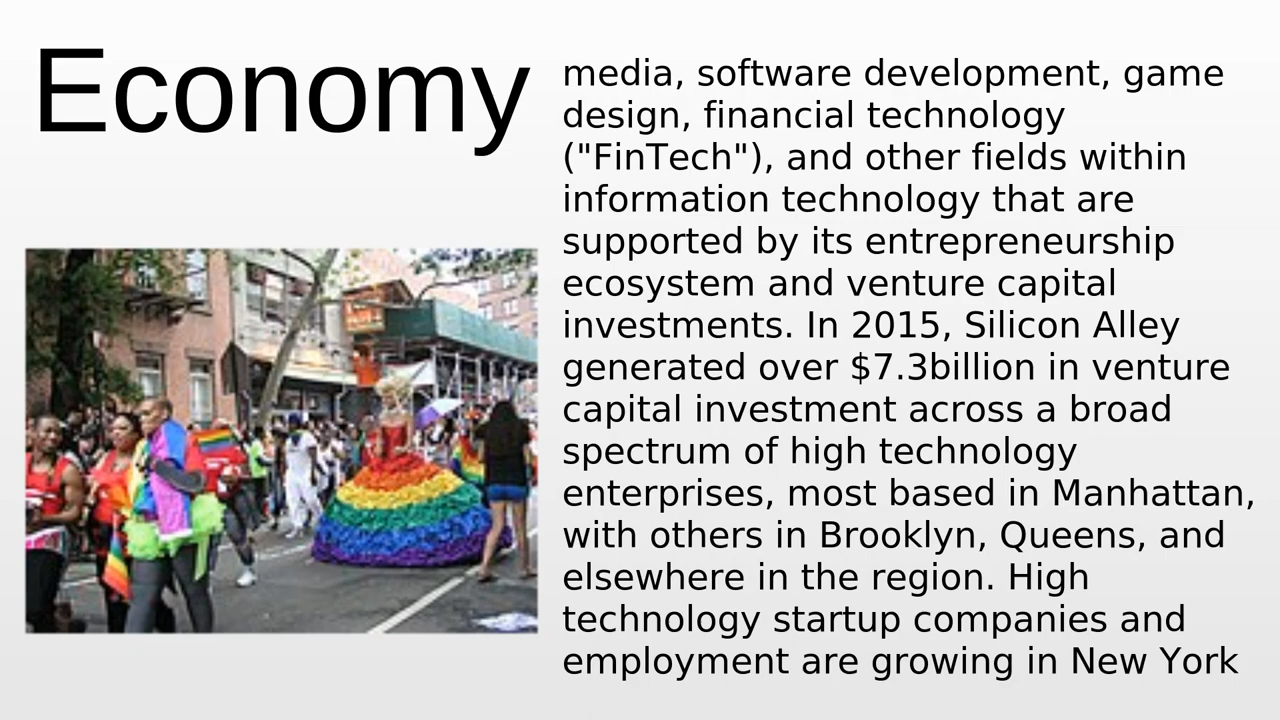 Economy
media, software development, game
design, financial technology
("FinTech"), and other fields within
information technology that are
supported by its entrepreneurship
ecosystem and venture capital
investments. In 2015, Silicon Alley
generated over $7.3billion in venture
capital investment across a broad
spectrum of high technology
enterprises, most based in Manhattan,
with others in Brooklyn, Queens, and
elsewhere in the region. High
technology startup companies and
employment are growing in New York